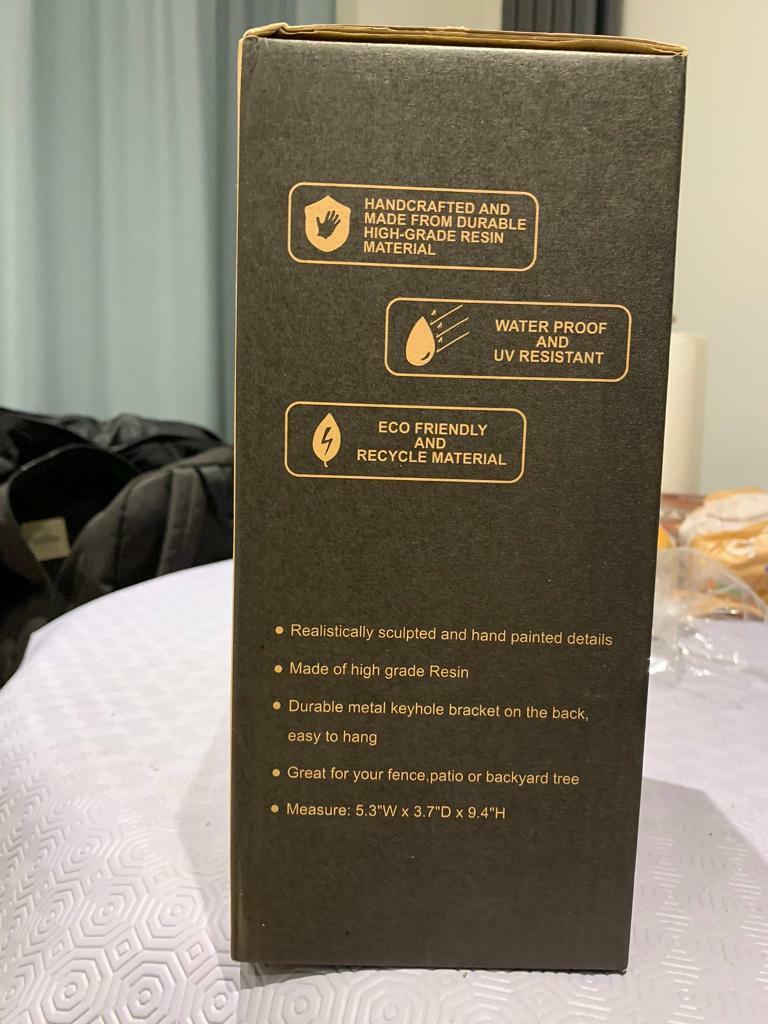 HANDCRAFTED AND
MADE FROM DURABLE
HIGH-GRADE RESIN
MATERIAL
WATER PROOF
AND
UV RESISTANT
ECO FRIENDLY
AND
RECYCLE MATERIAL
● Realistically sculpted and hand painted details
● Made of high grade Resin
● Durable metal keyhole bracket on the back,
easy to hang
● Great for your fence,patio or backyard tree
● Measure: 5.3"W x 3.7"D x 9.4"H